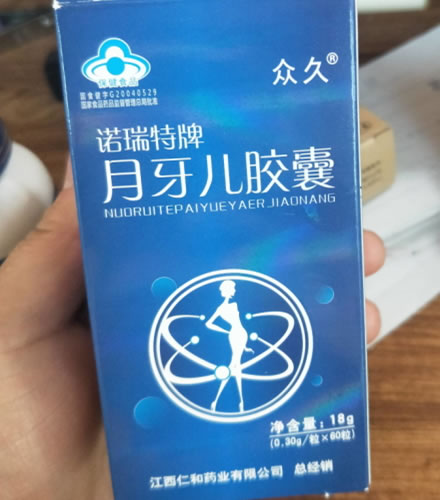 保健食品
国食健字G20040529
国家食品药品监督管理总局批准
众久®
诺瑞特牌
月牙儿胶囊
NUORUITEPAIYUEYAERJIAONANG
净含量：18g
(0.30g/粒×60粒)
江西仁和药业有限公司 总经销